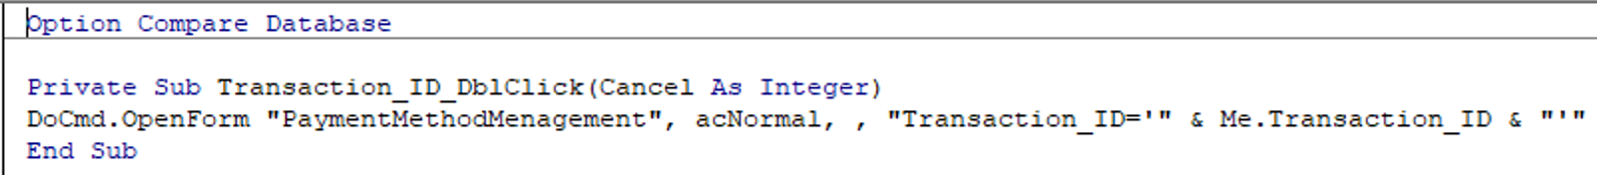 Option Compare Database
Private Sub Transaction_ID_DblClick(Cancel As Integer)
DoCmd.OpenForm "PaymentMethodMenagement", acNormal, , "Transaction_ID='" & Me.Transaction_ID & "'"
End Sub